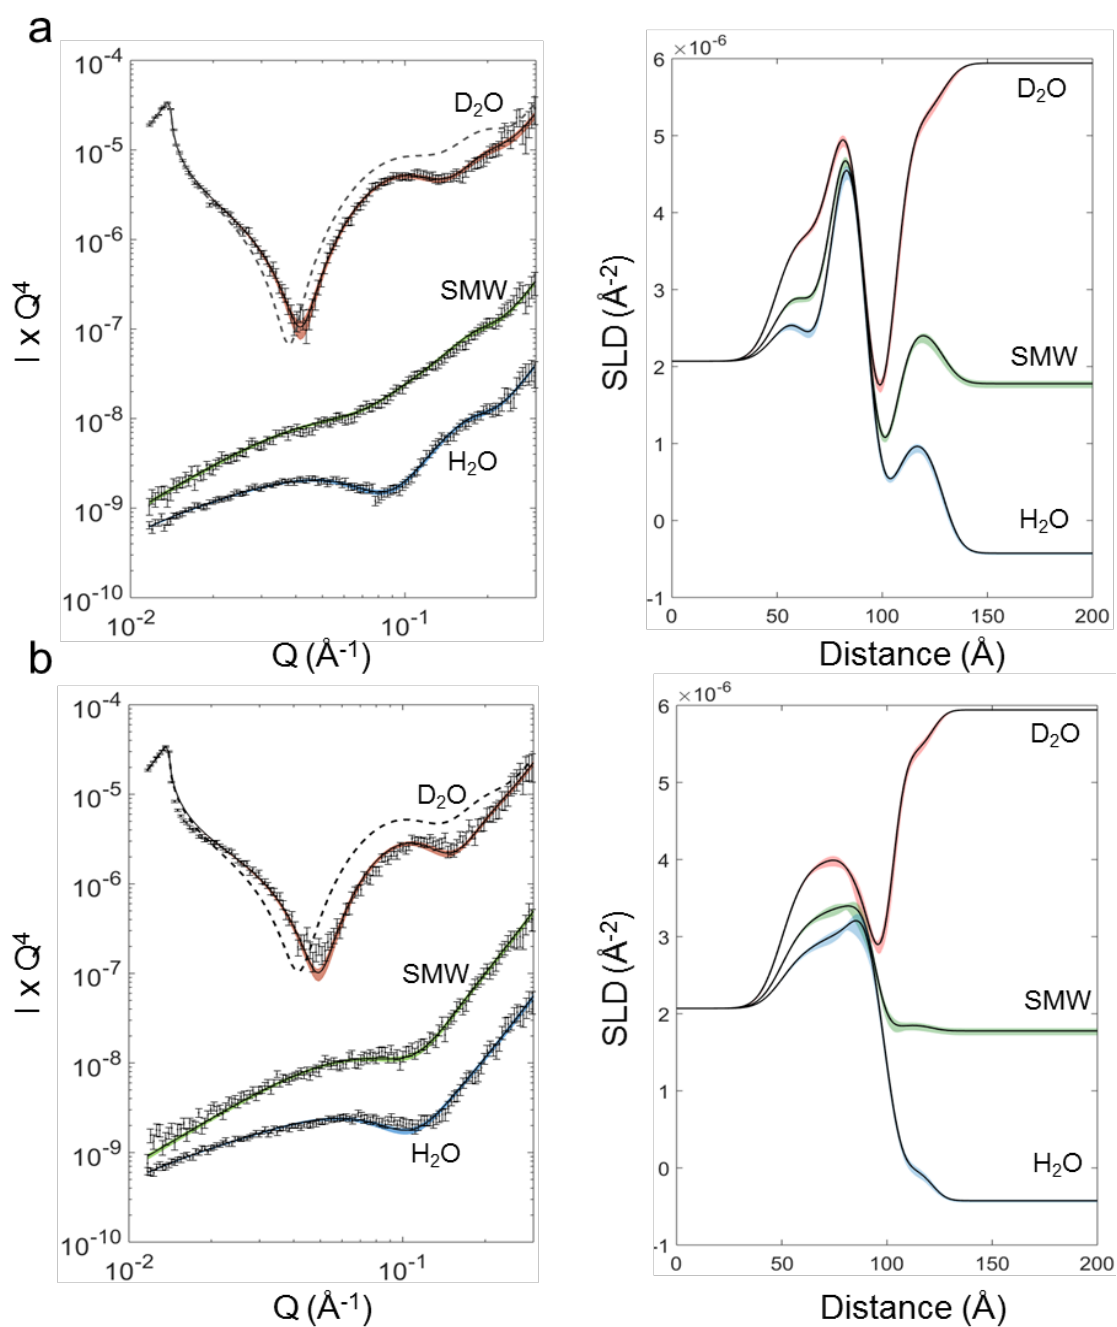 a
10⁻⁴
10⁻⁵
10⁻⁶
10⁻⁷
10⁻⁸
10⁻⁹
10⁻¹⁰
I x Q⁴
D₂O
SMW
H₂O
10⁻² 10⁻¹
Q (Å⁻¹)
×10⁻⁶
6
5
4
3
2
1
0
-1
SLD (Å⁻²)
D₂O
SMW
H₂O
0 50 100 150 200
Distance (Å)
b
10⁻⁴
10⁻⁵
10⁻⁶
10⁻⁷
10⁻⁸
10⁻⁹
10⁻¹⁰
I x Q⁴
D₂O
SMW
H₂O
10⁻² 10⁻¹
Q (Å⁻¹)
×10⁻⁶
6
5
4
3
2
1
0
-1
SLD (Å⁻²)
D₂O
SMW
H₂O
0 50 100 150 200
Distance (Å)